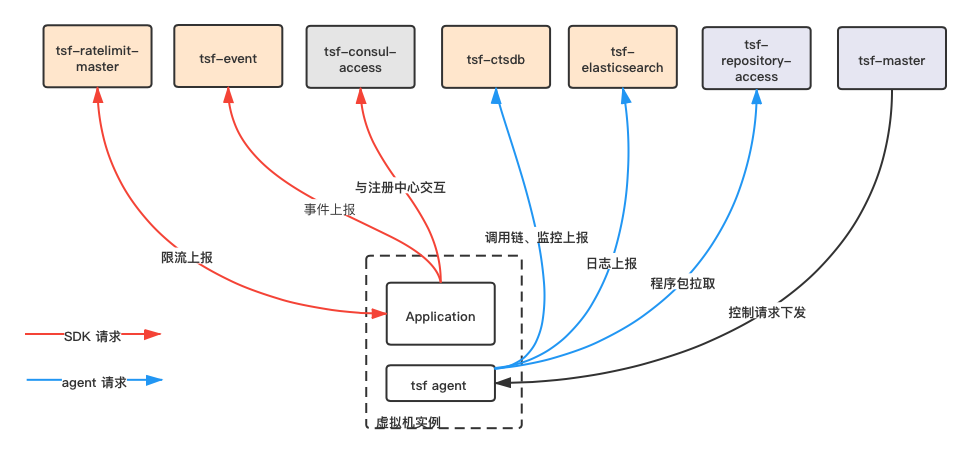 tsf-ratelimit-
master
tsf-event
tsf-consul-
access
tsf-ctsdb
tsf-
elasticsearch
tsf-
repository-
access
tsf-master
与注册中心交互
事件上报
调用链、监控上报
限流上报
日志上报
程序包拉取
控制请求下发
Application
SDK 请求
agent 请求
tsf agent
虚拟机实例